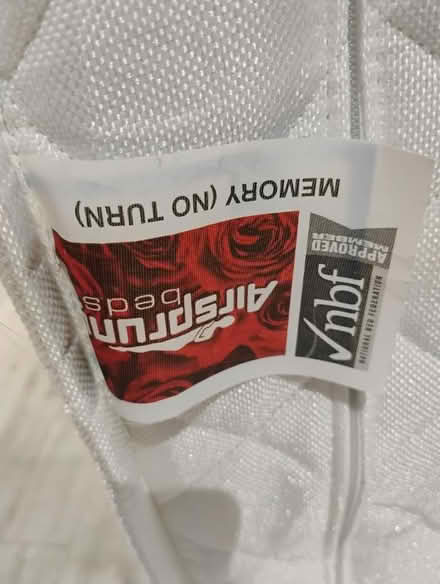 MEMORY (NO TURN)
Airsprung
beds
nbf
APPROVED
MEMBER
NATIONAL BED FEDERATION